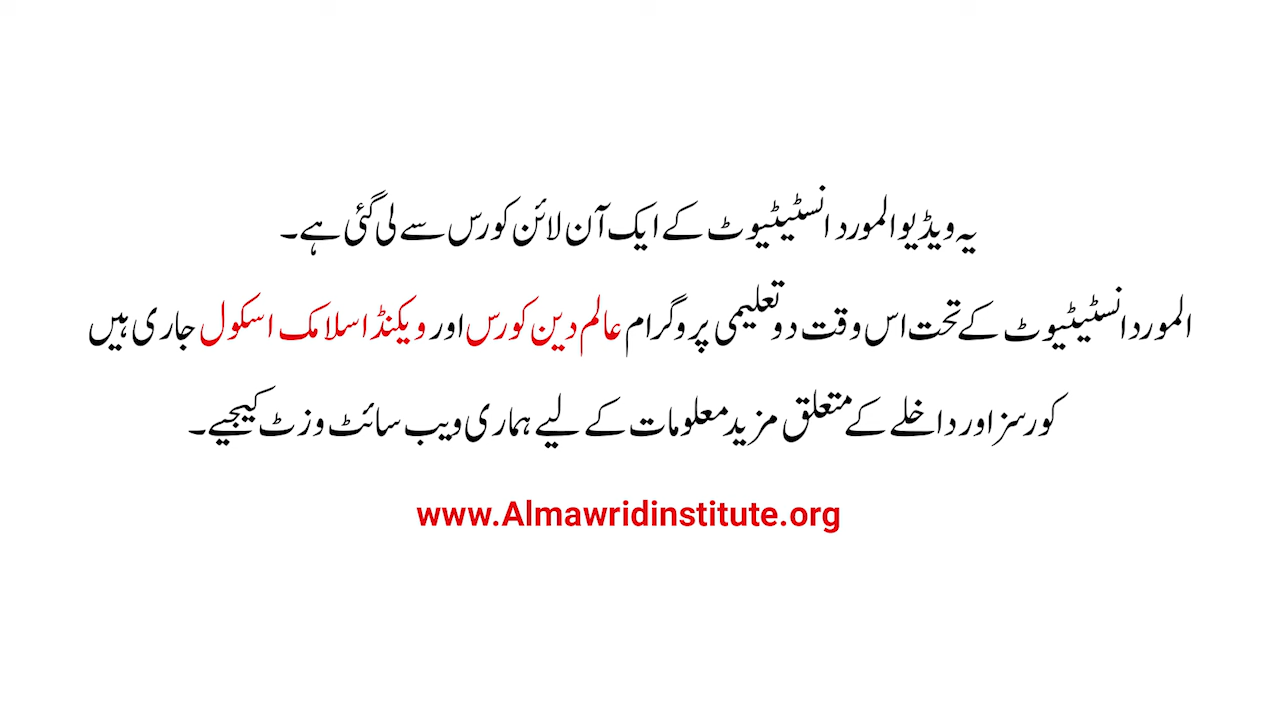 یہ ویڈیو المورد انسٹیٹیوٹ کے ایک آن لائن کورس سے لی گئی ہے۔
المورد انسٹیٹیوٹ کے تحت اس وقت دو تعلیمی پروگرام عالم دین کورس اور ویکنڈ اسلامک اسکول جاری ہیں
کورسز اور داخلے کے متعلق مزید معلومات کے لیے ہماری ویب سائٹ وزٹ کیجیے۔
www.Almawridinstitute.org